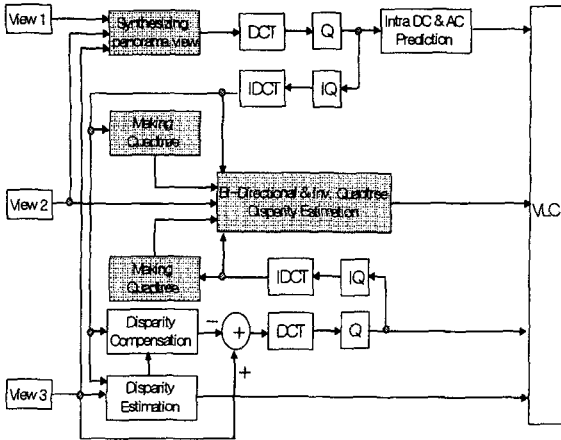 View 1
Synthesizing
panorama view
DCT
Q
Intra DC & AC
Prediction
IDCT
IQ
Making
Quadtree
View 2
Bi-Directional & Inv. Quadtree
Disparity Estimation
VLC
Making
Quadtree
IDCT
IQ
Disparity
Compensation
−
+
DCT
Q
+
View 3
Disparity
Estimation